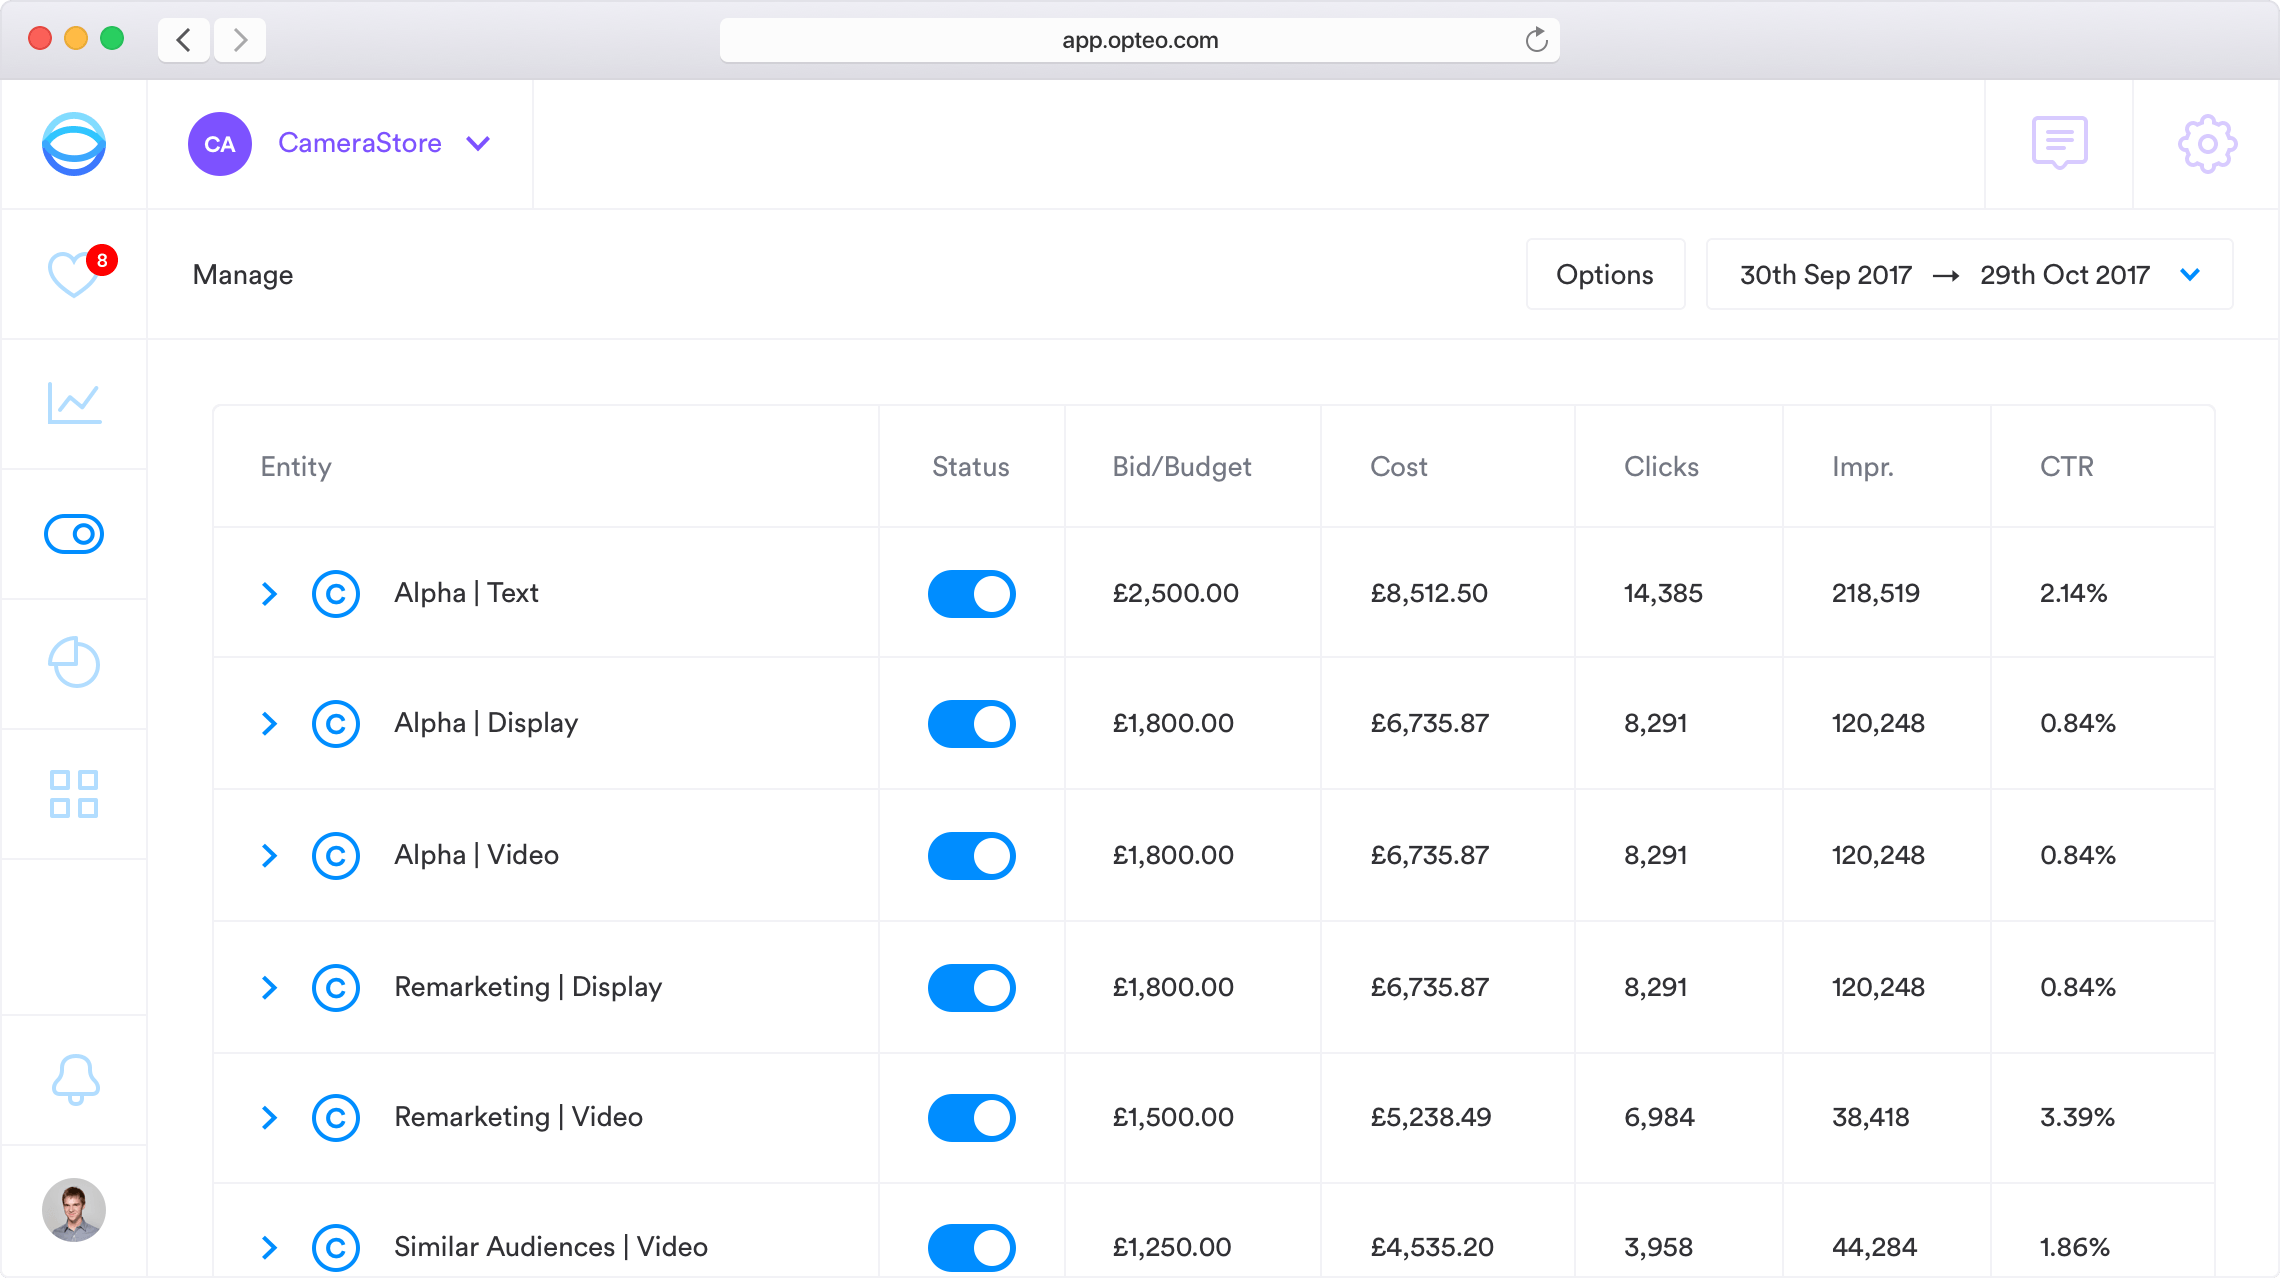 app.opteo.com
CA CameraStore
8
Manage Options 30th Sep 2017 → 29th Oct 2017
Entity Status Bid/Budget Cost Clicks Impr. CTR
C Alpha | Text £2,500.00 £8,512.50 14,385 218,519 2.14%
C Alpha | Display £1,800.00 £6,735.87 8,291 120,248 0.84%
C Alpha | Video £1,800.00 £6,735.87 8,291 120,248 0.84%
C Remarketing | Display £1,800.00 £6,735.87 8,291 120,248 0.84%
C Remarketing | Video £1,500.00 £5,238.49 6,984 38,418 3.39%
C Similar Audiences | Video £1,250.00 £4,535.20 3,958 44,284 1.86%